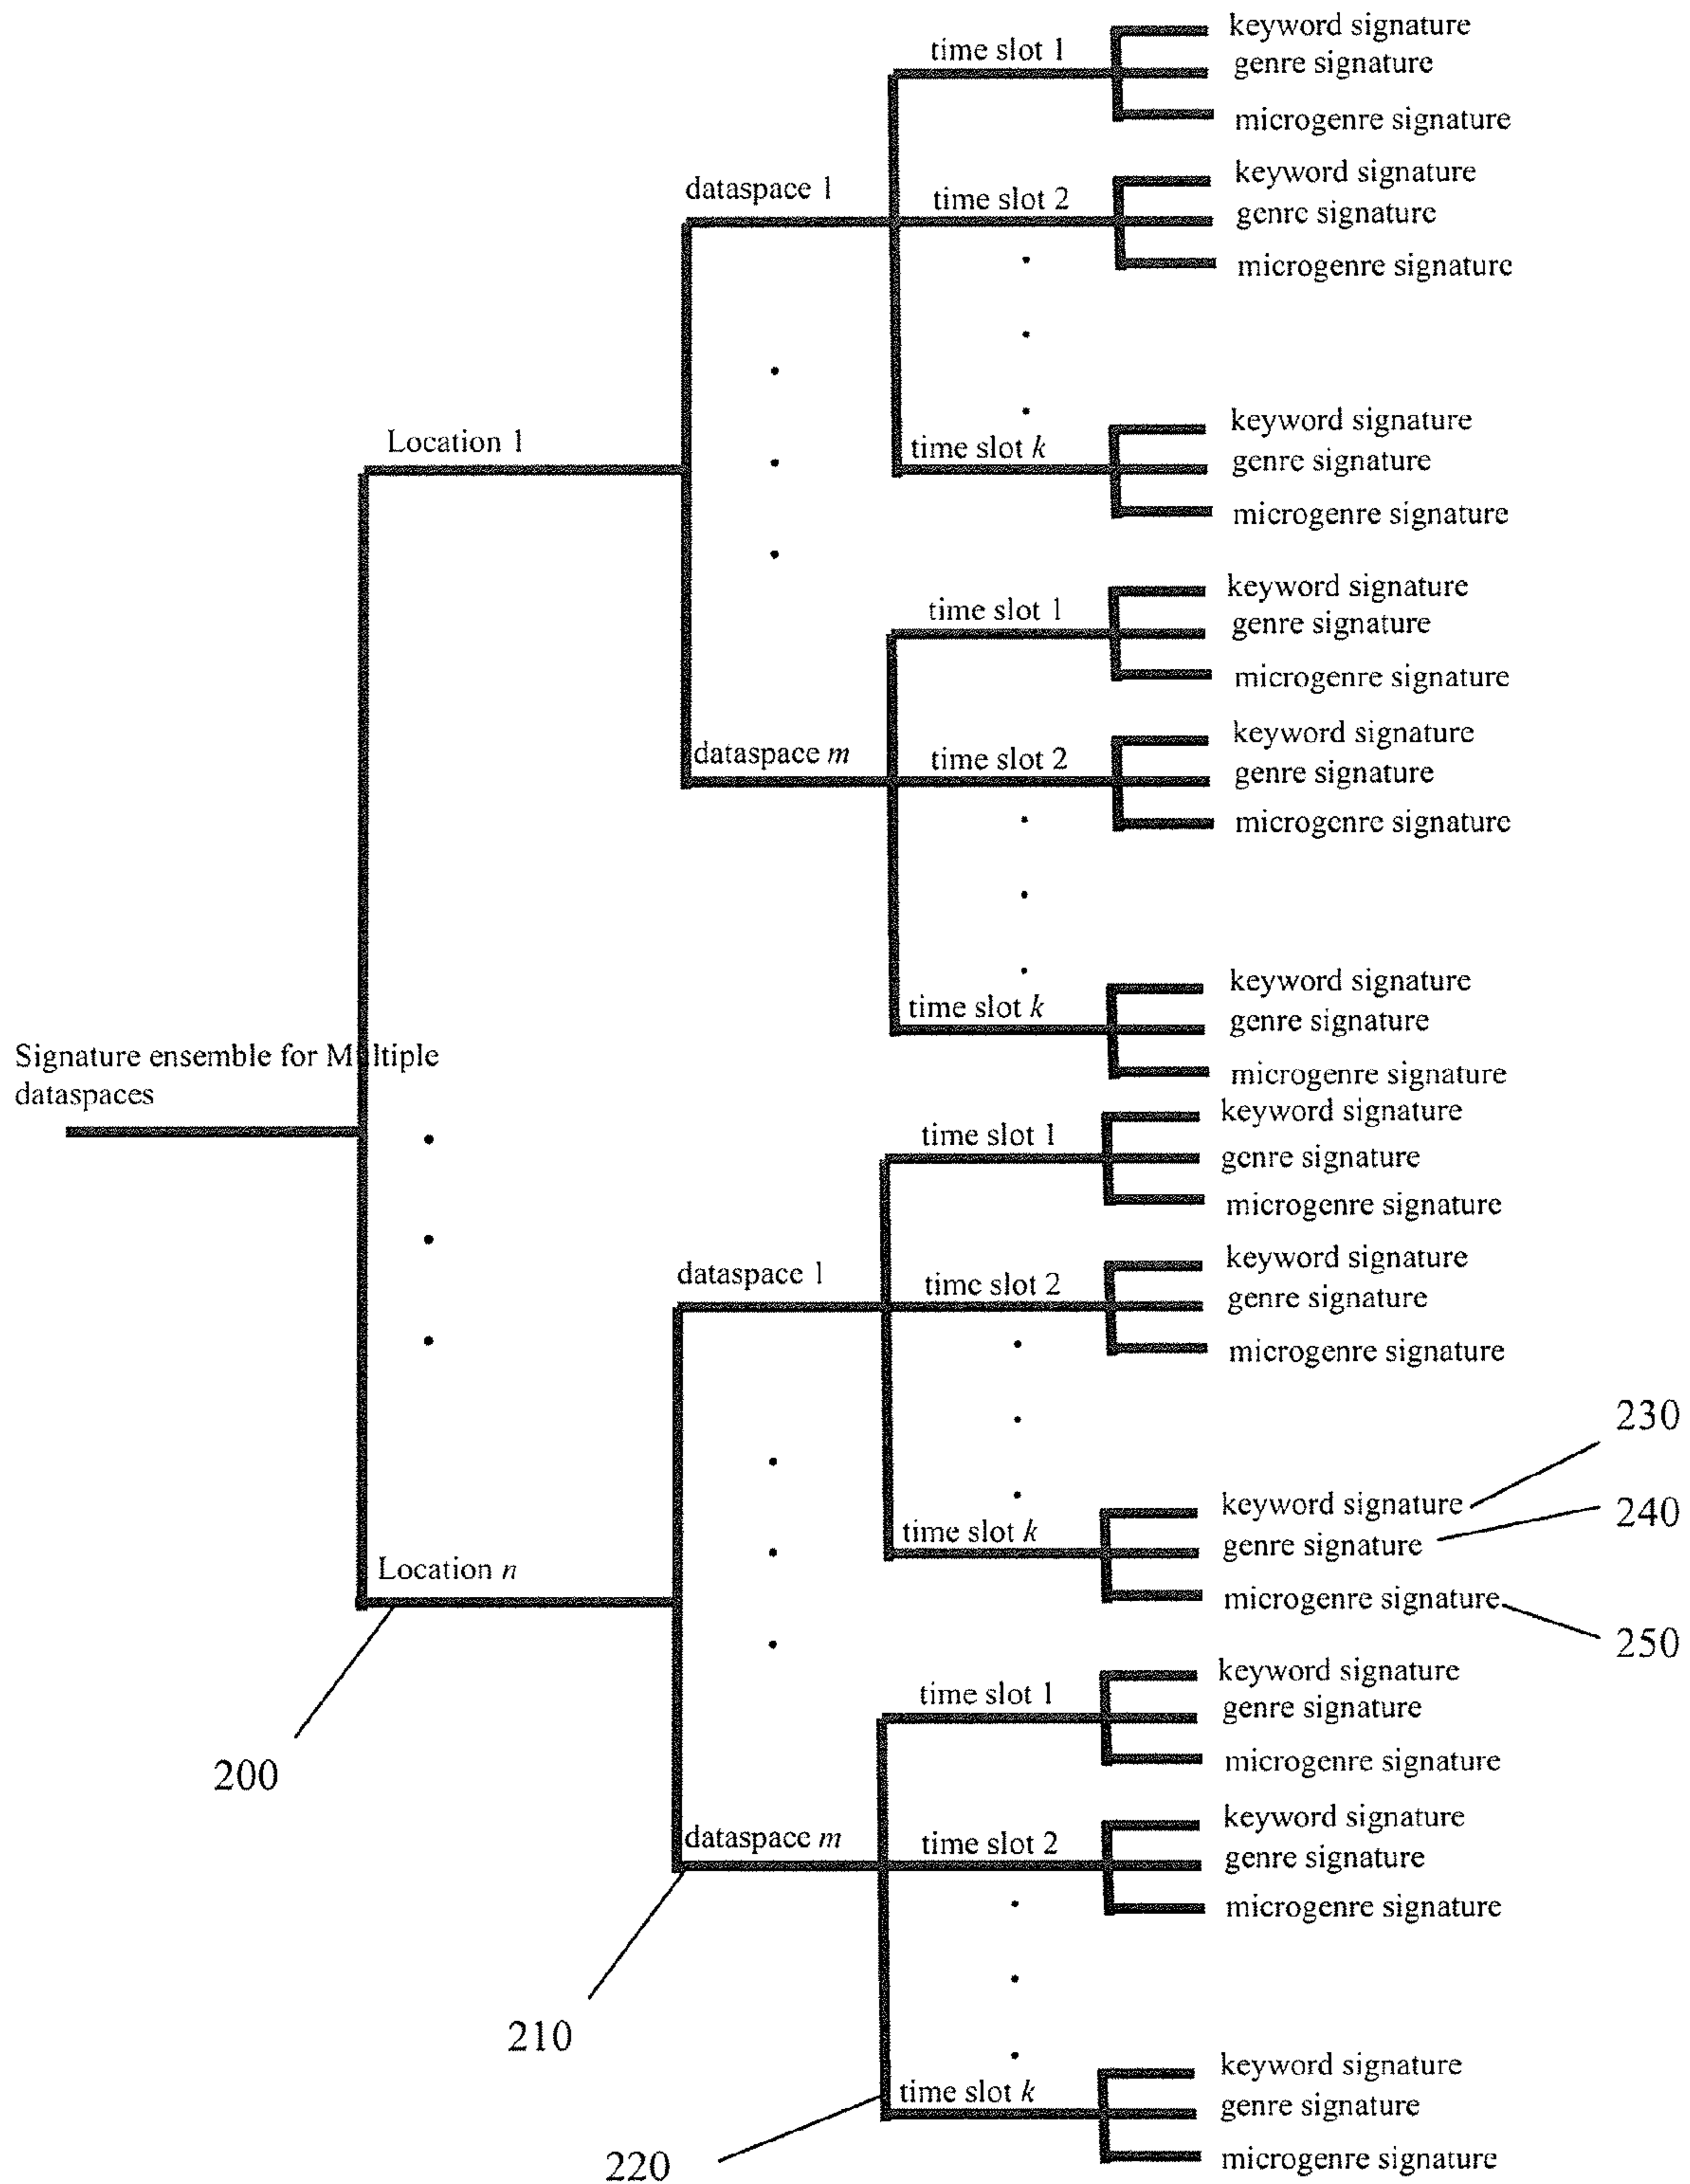 keyword signature
time slot 1
genre signature
microgenre signature
keyword signature
dataspace 1
time slot 2
genre signature
microgenre signature
keyword signature
Location 1
time slot k
genre signature
microgenre signature
keyword signature
time slot 1
genre signature
microgenre signature
keyword signature
dataspace m
time slot 2
genre signature
microgenre signature
keyword signature
time slot k
genre signature
microgenre signature
Signature ensemble for Multiple
dataspaces
keyword signature
time slot 1
genre signature
microgenre signature
keyword signature
dataspace 1
time slot 2
genre signature
microgenre signature
230
keyword signature
240
time slot k
genre signature
Location n
microgenre signature
250
keyword signature
time slot 1
genre signature
microgenre signature
200
keyword signature
dataspace m
time slot 2
genre signature
microgenre signature
210
keyword signature
time slot k
genre signature
microgenre signature
220